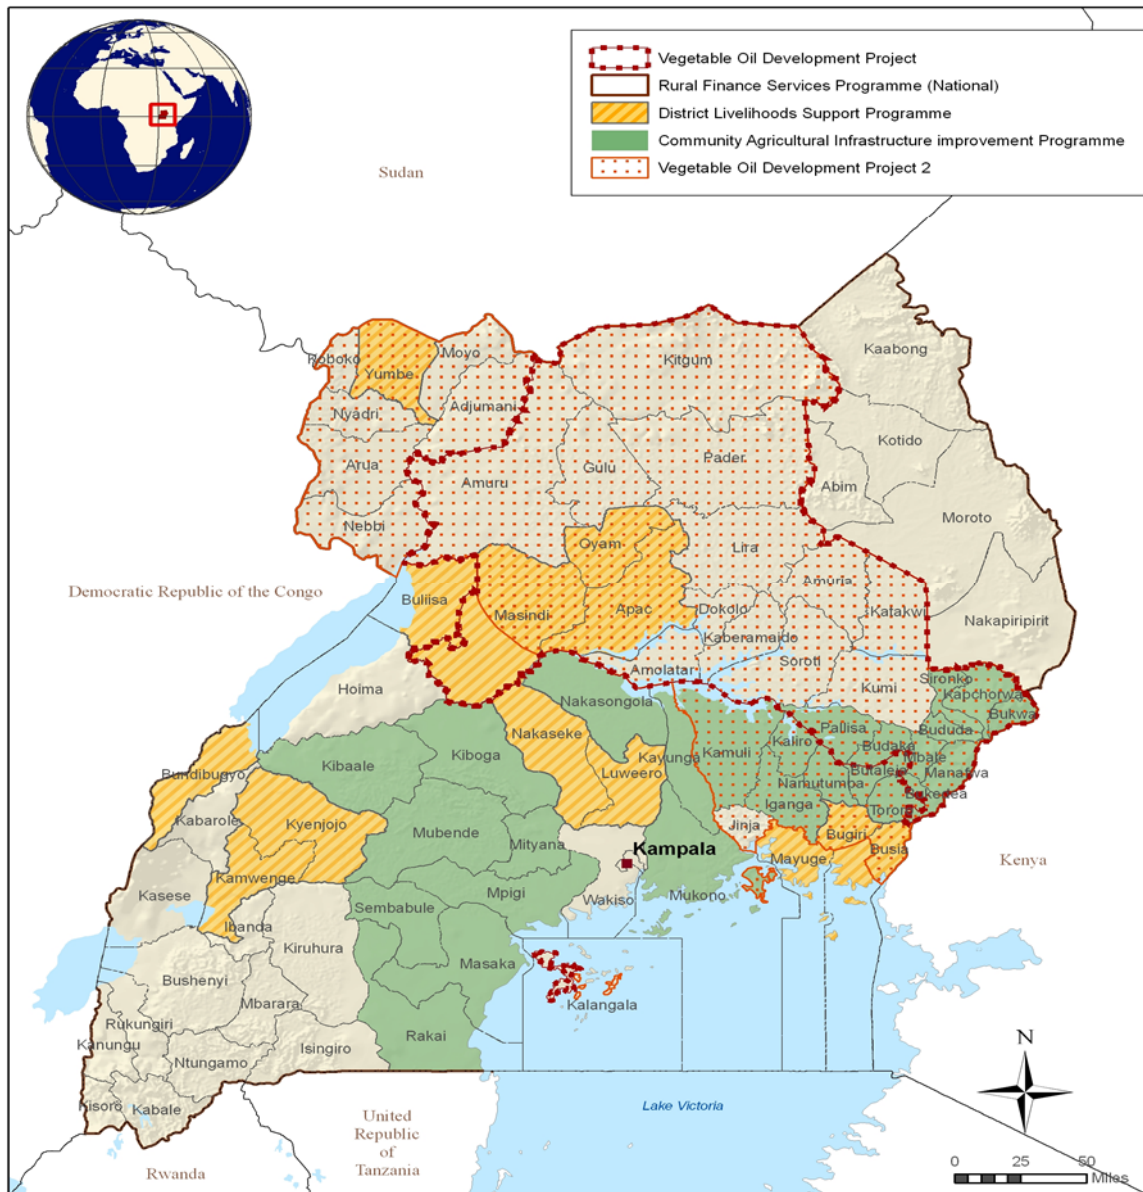 Vegetable Oil Development Project
Rural Finance Services Programme (National)
District Livelihoods Support Programme
Community Agricultural Infrastructure improvement Programme
Vegetable Oil Development Project 2
Sudan
Kaabong
Kitgum
Moyo
Yumbe
Adjumani
Nyadri
Kotido
Pader
Gulu
Arua
Amuru
Abim
Moroto
Nebbi
Oyam
Lira
Amuria
Democratic Republic of the Congo
Buliisa
Masindi
Apac
Dokolo
Katakwi
Nakapiripirit
Kaberamaido
Amolatar
Soroti
Kumi
Sironko
Kapchorwa
Hoima
Nakasongola
Bukwa
Pallisa
Bududa
Nakaseke
Kiboga
Kamuli
Kaliro
Budaka
Mbale
Kibaale
Kayunga
Luweero
Butaleja
Manafwa
Bundibugyo
Namutumba
Bukedea
Iganga
Tororo
Kabarole
Kyenjojo
Mubende
Mityana
Jinja
Bugiri
Kampala
Busia
Mayuge
Kenya
Kamwenge
Kasese
Mpigi
Wakiso
Mukono
Sembabule
Ibanda
Kiruhura
Masaka
Bushenyi
Mbarara
Kalangala
Rukungiri
Kanungu
Isingiro
Rakai
Ntungamo
N
Kisoro
Kabale
Lake Victoria
United
Republic
of
Tanzania
Rwanda
0 25 50
Miles